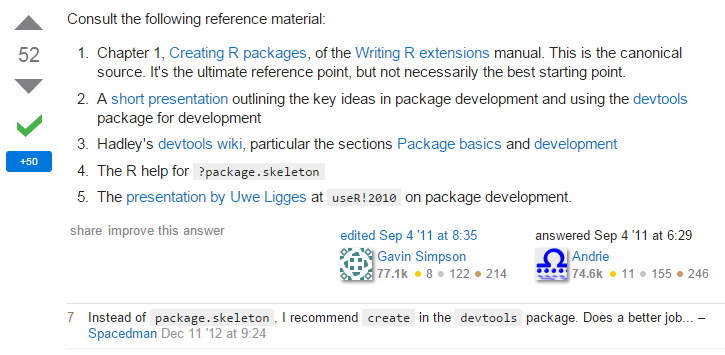 Consult the following reference material:
52
1. Chapter 1, Creating R packages, of the Writing R extensions manual. This is the canonical
source. It's the ultimate reference point, but not necessarily the best starting point.
2. A short presentation outlining the key ideas in package development and using the devtools
package for development
3. Hadley's devtools wiki, particular the sections Package basics and development
+50
4. The R help for ?package.skeleton
5. The presentation by Uwe Ligges at useR!2010 on package development.
share improve this answer
edited Sep 4 '11 at 8:35
Gavin Simpson
77.1k ● 8 ● 122 ● 214
answered Sep 4 '11 at 6:29
Andrie
74.6k ● 11 ● 155 ● 246
7 Instead of package.skeleton, I recommend create in the devtools package. Does a better job... –
Spacedman Dec 11 '12 at 9:24